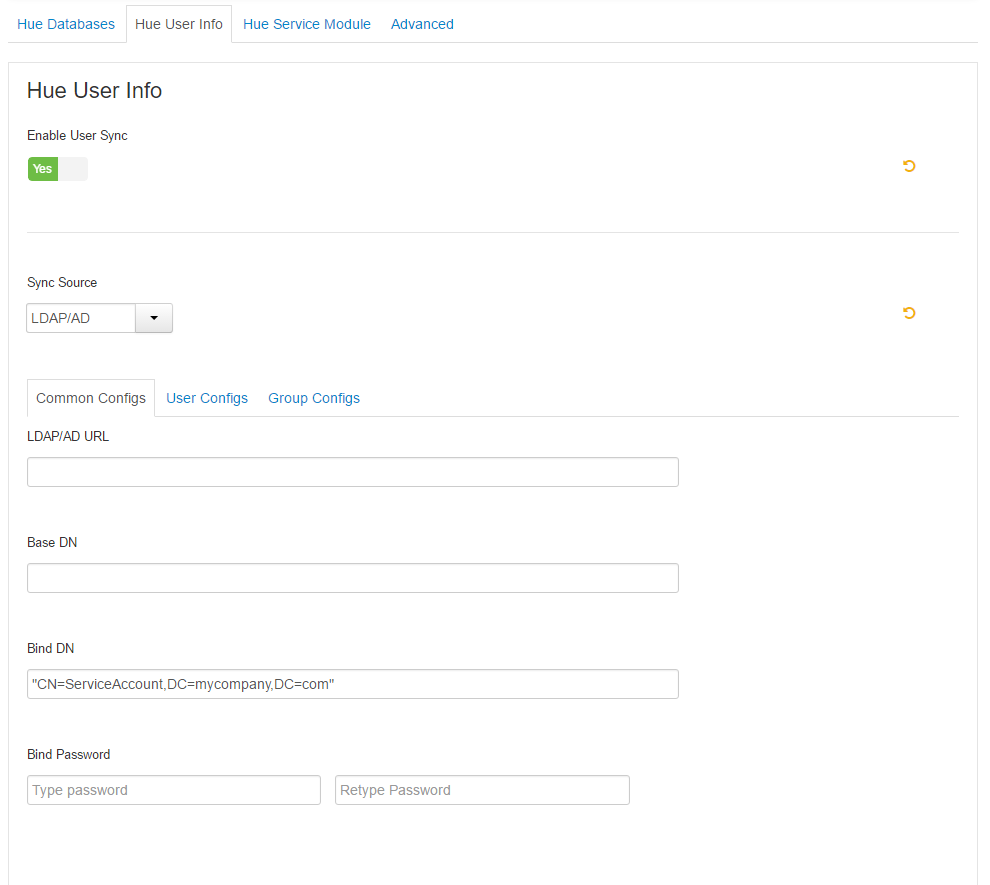 Hue Databases Hue User Info Hue Service Module Advanced
Hue User Info
Enable User Sync
Yes
Sync Source
LDAP/AD
Common Configs User Configs Group Configs
LDAP/AD URL
Base DN
Bind DN
"CN=ServiceAccount,DC=mycompany,DC=com"
Bind Password
Type password Retype Password